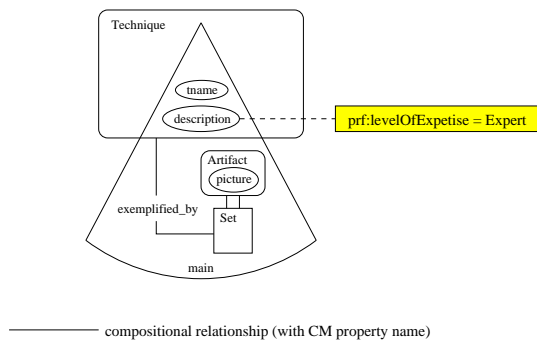 Technique
tname
description
prf:levelOfExpetise = Expert
Artifact
picture
exemplified_by
Set
main
compositional relationship (with CM property name)